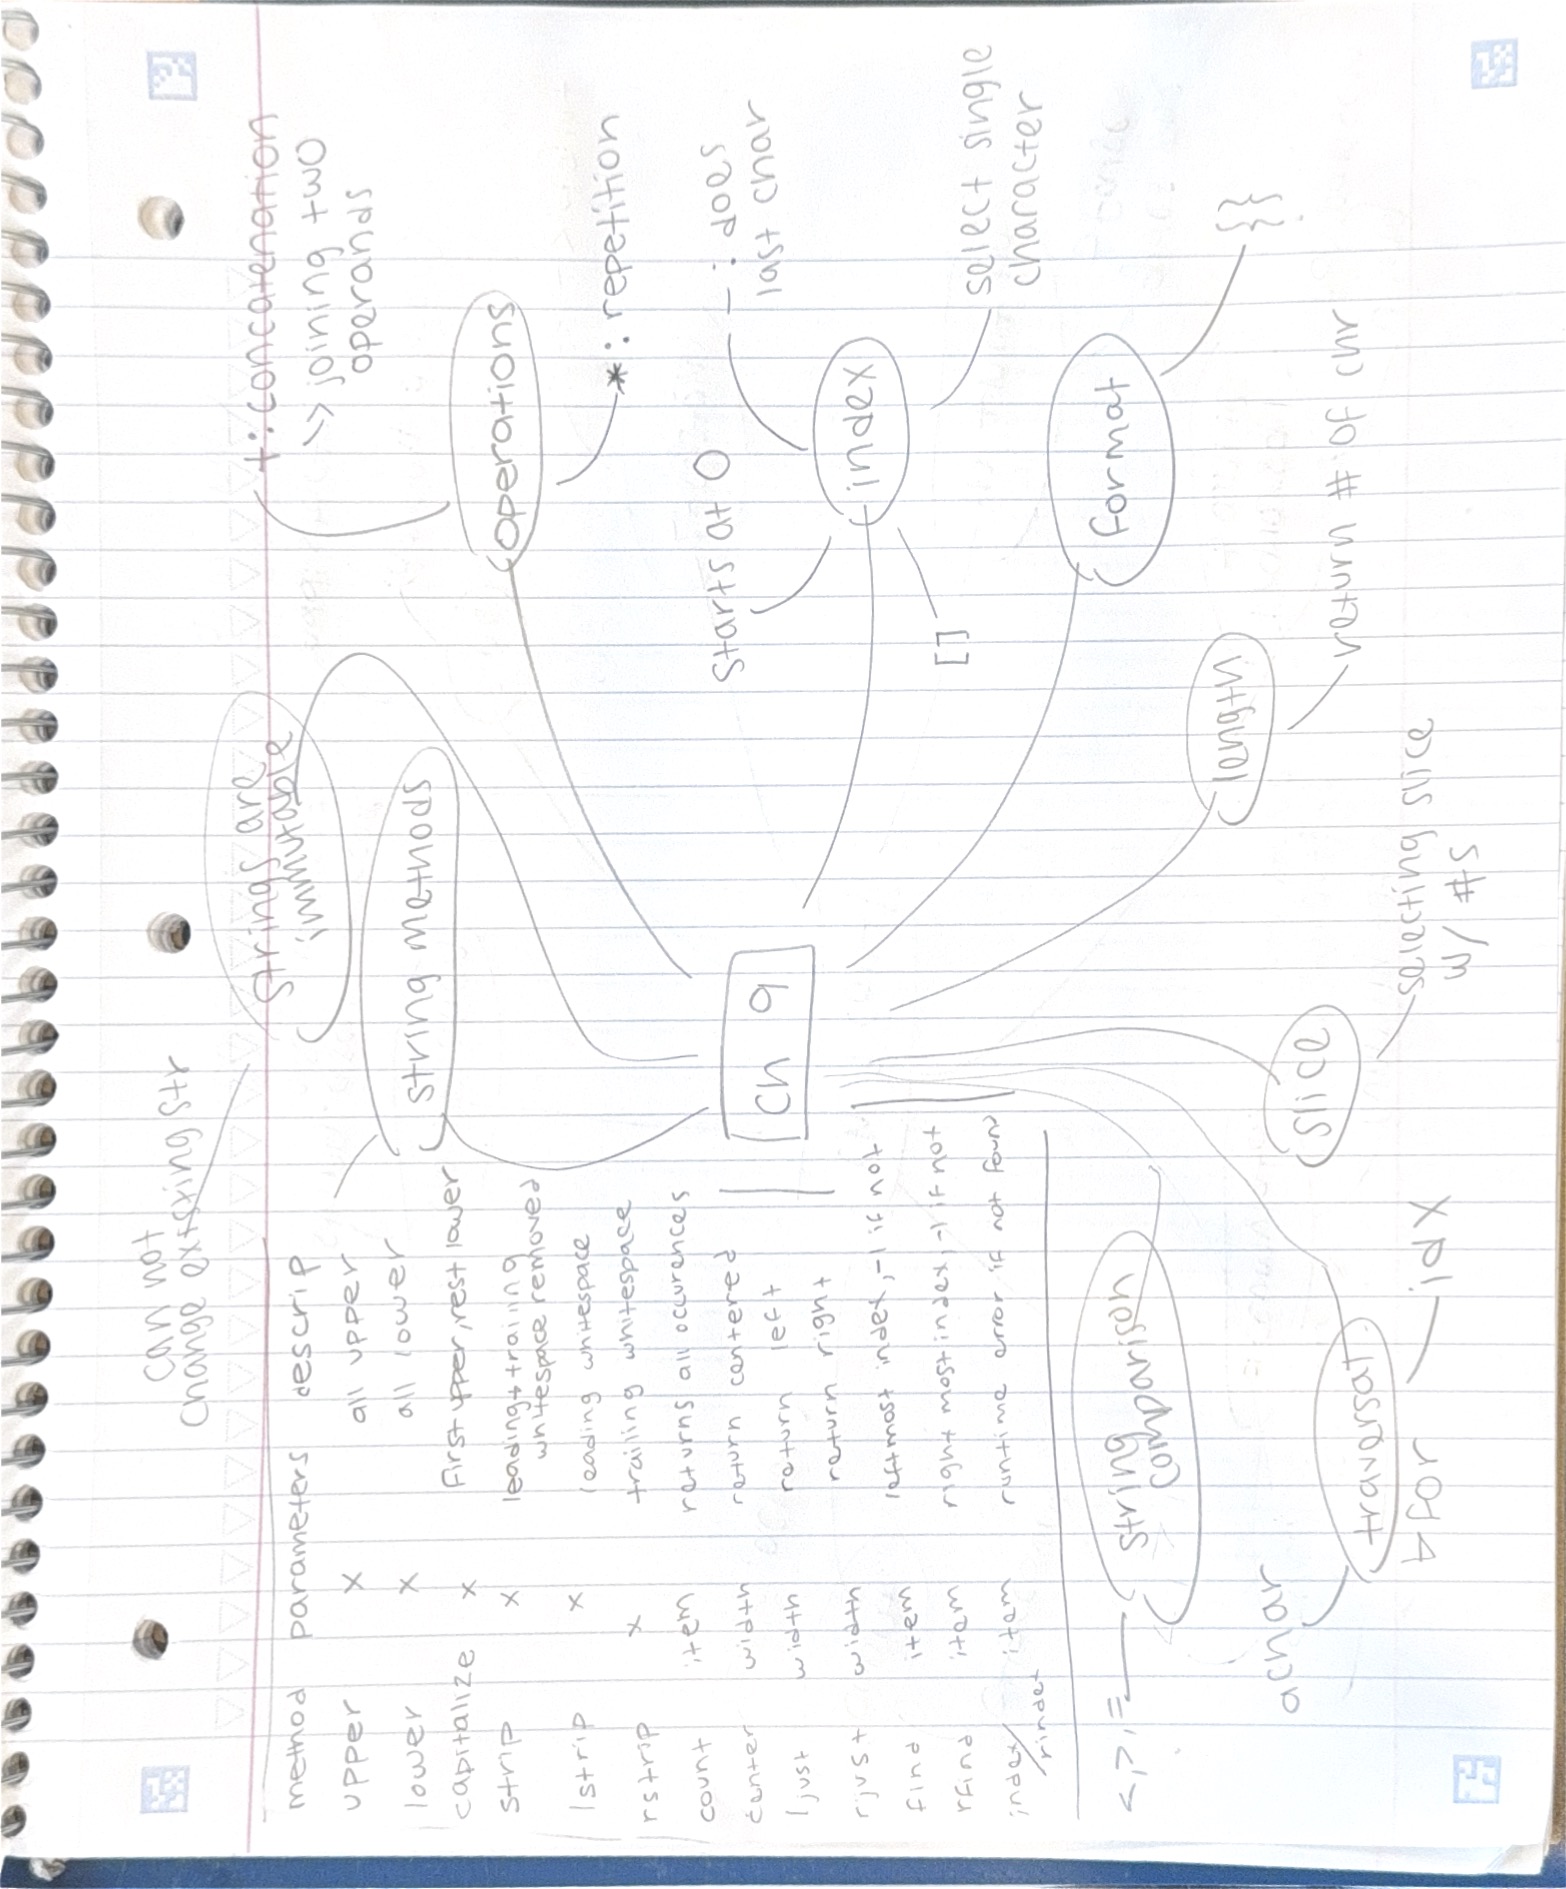 can not
change existing str
Strings are
immutable
+: concatenation
↳ joining two
operands
string methods
operations
*: repetition
method parameters descrip
upper x all upper
lower x all lower
capitalize x first upper, rest lower
strip x leading + trailing
whitespace removed
lstrip x leading whitespace
rstrip x trailing whitespace
count item returns all occurences
center width return centered
ljust width return left
rjust width return right
find item leftmost index, -1 if not
rfind item right most index, -1 if not
index/ item runtime error if not found
rindex
Ch 9
Starts at 0
– : does
last char
index
[]
select single
character
format
{}
length
return # of chr
Slice
selecting slice
w/ #s
String
comparison
<, >, =
traversal
achar
↳ for
idx